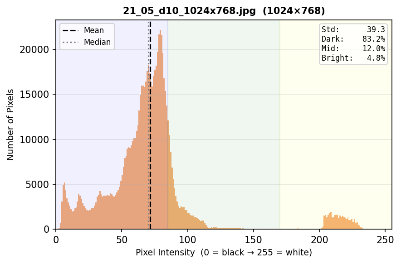 21_05_d10_1024x768.jpg  (1024×768)
Mean
Median
Std: 39.3
Dark: 83.2%
Mid: 12.0%
Bright: 4.8%
Number of Pixels
20000
15000
10000
5000
0
0 50 100 150 200 250
Pixel Intensity  (0 = black → 255 = white)